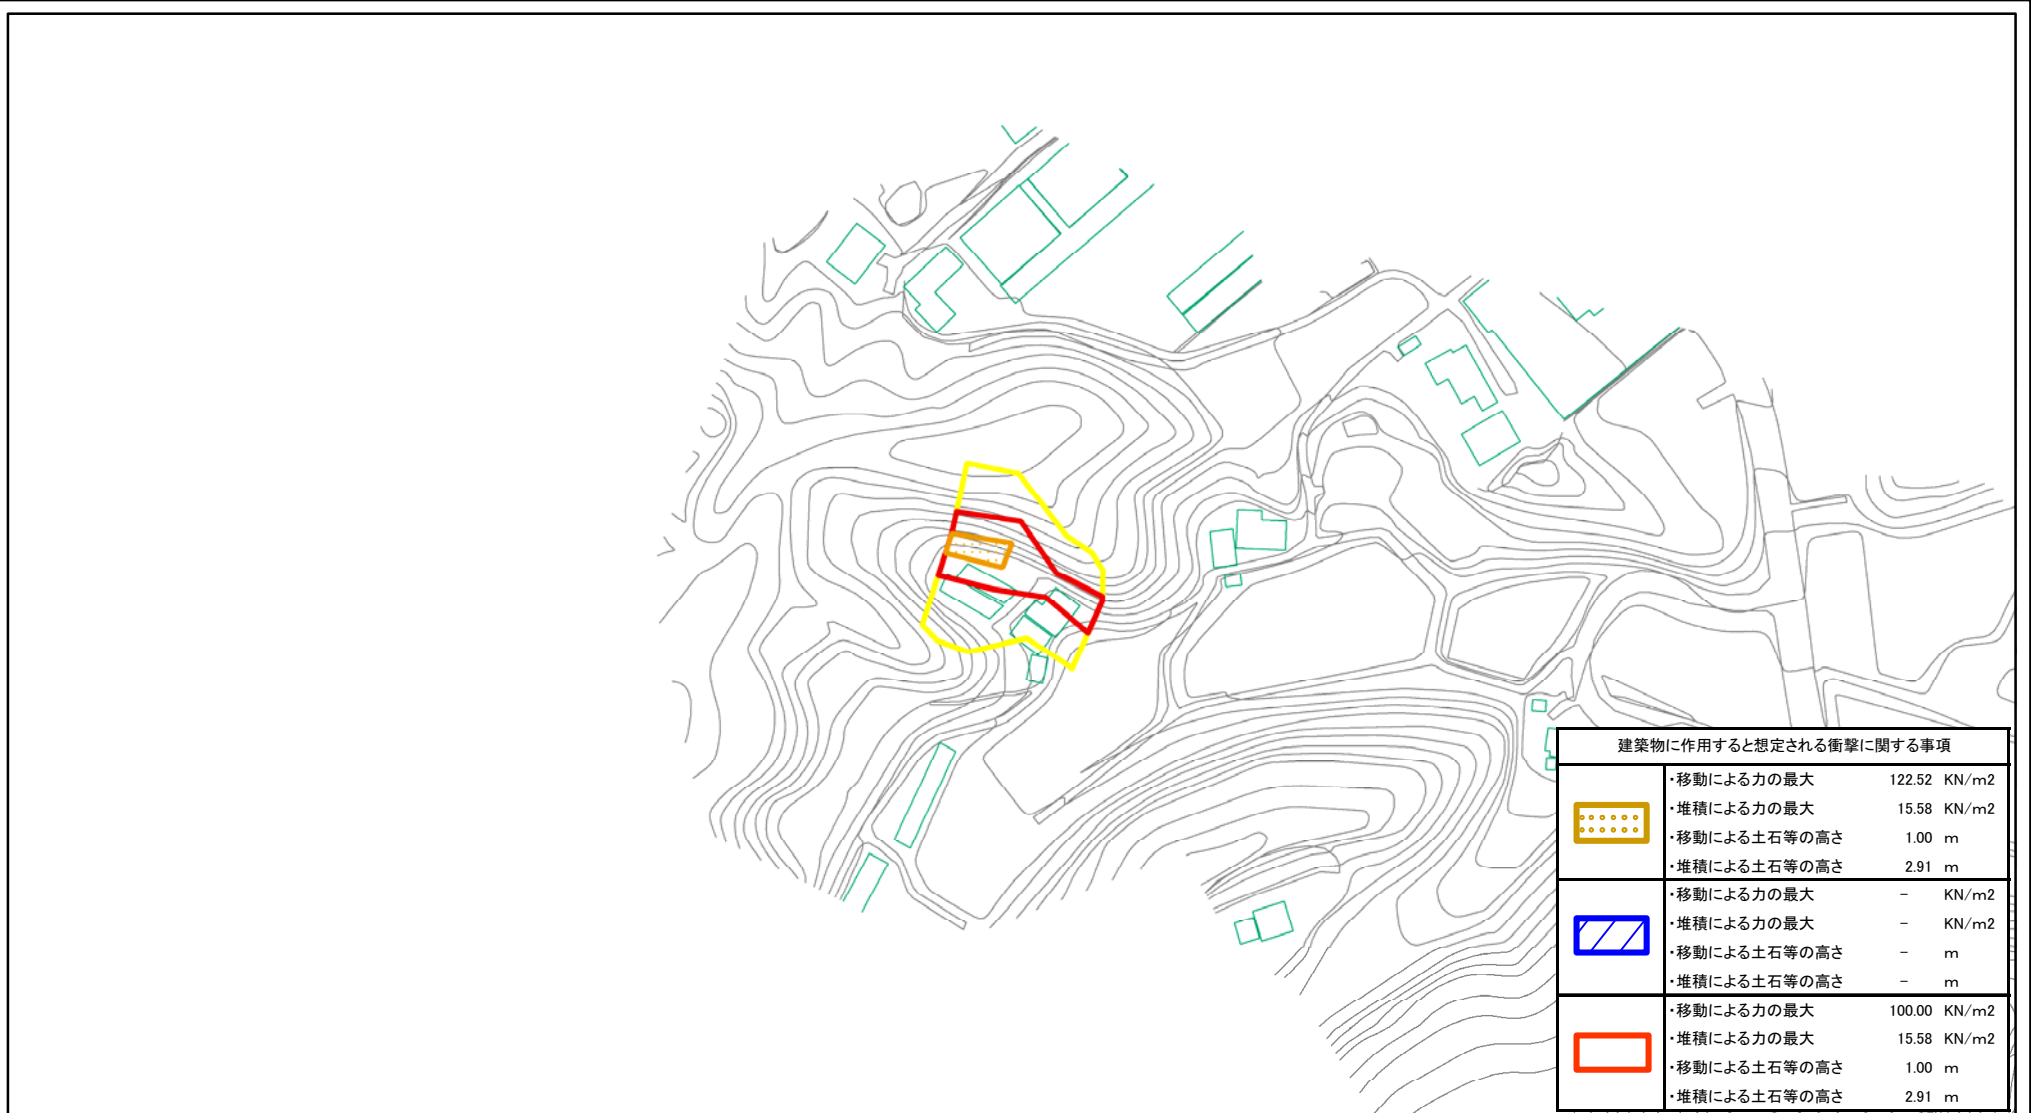 建築物に作用すると想定される衝撃に関する事項
・移動による力の最大 122.52 KN/m2
・堆積による力の最大 15.58 KN/m2
・移動による土石等の高さ 1.00 m
・堆積による土石等の高さ 2.91 m
・移動による力の最大 - KN/m2
・堆積による力の最大 - KN/m2
・移動による土石等の高さ - m
・堆積による土石等の高さ - m
・移動による力の最大 100.00 KN/m2
・堆積による力の最大 15.58 KN/m2
・移動による土石等の高さ 1.00 m
・堆積による土石等の高さ 2.91 m